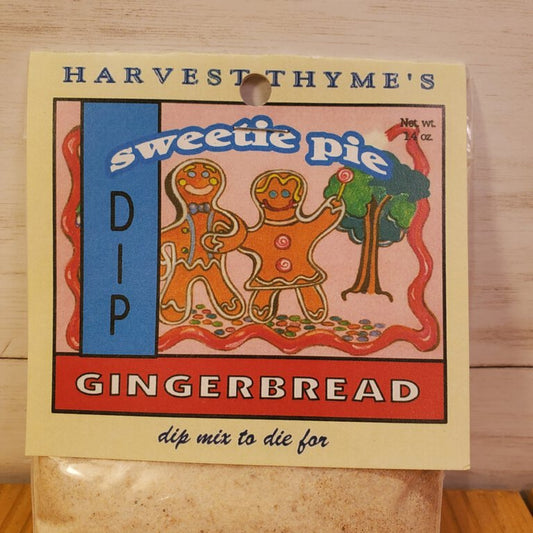 HARVEST THYME'S
Net. wt.
1.4 oz.
sweetie pie
DIP
GINGERBREAD
dip mix to die for